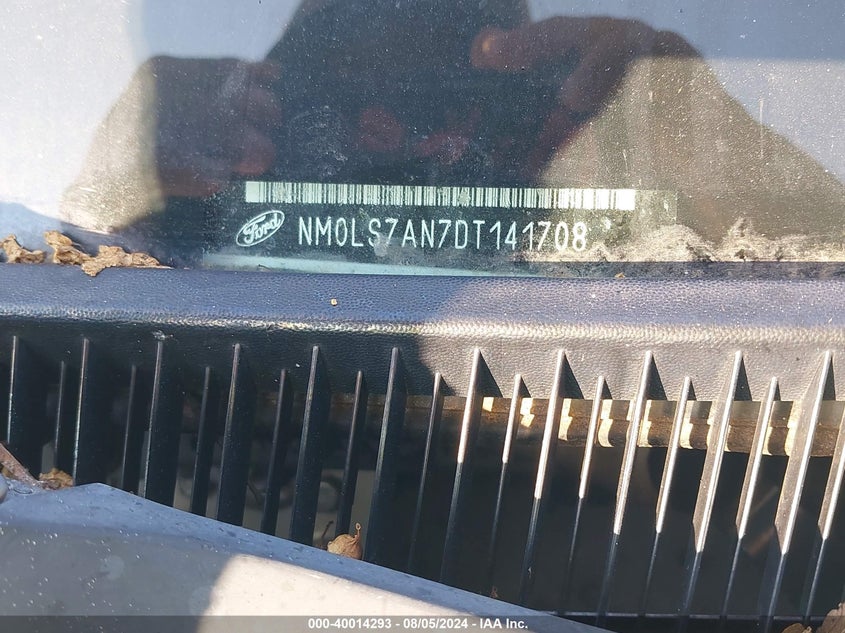 Ford NM0LS7AN7DT141708
000-40014293 - 08/05/2024 - IAA Inc.